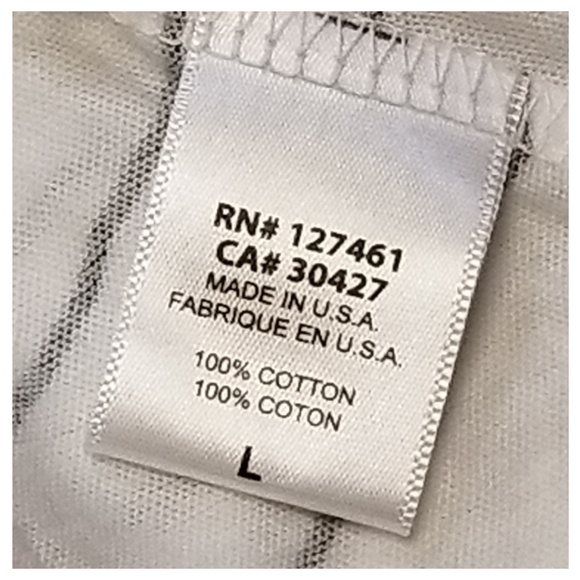 RN# 127461
CA# 30427
MADE IN U.S.A.
FABRIQUE EN U.S.A.
100% COTTON
100% COTON
L